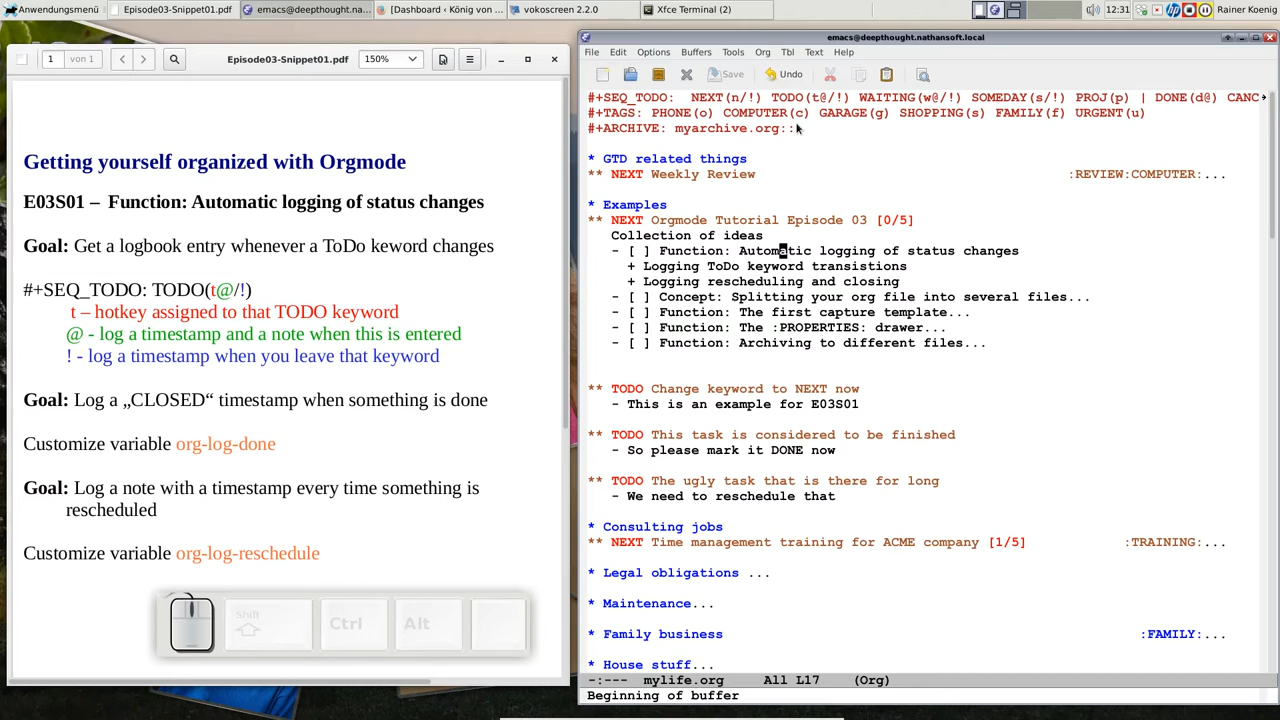 Anwendungsmenü Episode03-Snippet01.pdf emacs@deepthought.nat... [Dashboard ‹ König von ... vokoscreen 2.2.0 Xfce Terminal (2) 12:31 Rainer Koenig
1 von 1 Episode03-Snippet01.pdf 150%
Getting yourself organized with Orgmode
E03S01 – Function: Automatic logging of status changes
Goal: Get a logbook entry whenever a ToDo keword changes
#+SEQ_TODO: TODO(t@/!)
t – hotkey assigned to that TODO keyword
@ - log a timestamp and a note when this is entered
! - log a timestamp when you leave that keyword
Goal: Log a „CLOSED“ timestamp when something is done
Customize variable org-log-done
Goal: Log a note with a timestamp every time something is
rescheduled
Customize variable org-log-reschedule
Shift Ctrl Alt
emacs@deepthought.nathansoft.local
File Edit Options Buffers Tools Org Tbl Text Help
Save Undo
#+SEQ_TODO: NEXT(n/!) TODO(t@/!) WAITING(w@/!) SOMEDAY(s/!) PROJ(p) | DONE(d@) CANC
#+TAGS: PHONE(o) COMPUTER(c) GARAGE(g) SHOPPING(s) FAMILY(f) URGENT(u)
#+ARCHIVE: myarchive.org::
* GTD related things
** NEXT Weekly Review :REVIEW:COMPUTER:...
* Examples
** NEXT Orgmode Tutorial Episode 03 [0/5]
Collection of ideas
- [ ] Function: Automatic logging of status changes
+ Logging ToDo keyword transistions
+ Logging rescheduling and closing
- [ ] Concept: Splitting your org file into several files...
- [ ] Function: The first capture template...
- [ ] Function: The :PROPERTIES: drawer...
- [ ] Function: Archiving to different files...
** TODO Change keyword to NEXT now
- This is an example for E03S01
** TODO This task is considered to be finished
- So please mark it DONE now
** TODO The ugly task that is there for long
- We need to reschedule that
* Consulting jobs
** NEXT Time management training for ACME company [1/5] :TRAINING:...
* Legal obligations ...
* Maintenance...
* Family business :FAMILY:...
* House stuff...
-:--- mylife.org All L17 (Org)
Beginning of buffer